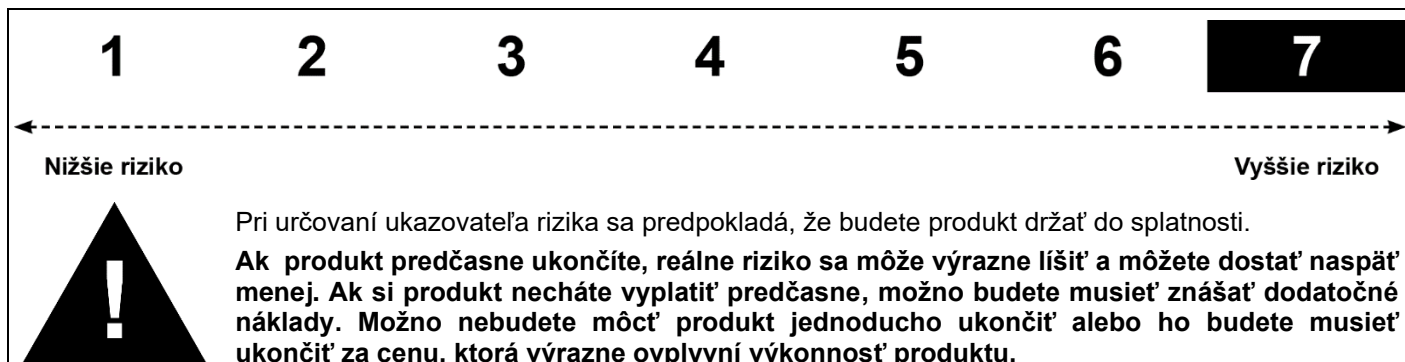 1 2 3 4 5 6 7
Nižšie riziko Vyššie riziko
!
Pri určovaní ukazovateľa rizika sa predpokladá, že budete produkt držať do splatnosti.
Ak produkt predčasne ukončíte, reálne riziko sa môže výrazne líšiť a môžete dostať naspäť
menej. Ak si produkt necháte vyplatiť predčasne, možno budete musieť znášať dodatočné
náklady. Možno nebudete môcť produkt jednoducho ukončiť alebo ho budete musieť
ukončiť za cenu, ktorá výrazne ovplyvní výkonnosť produktu.